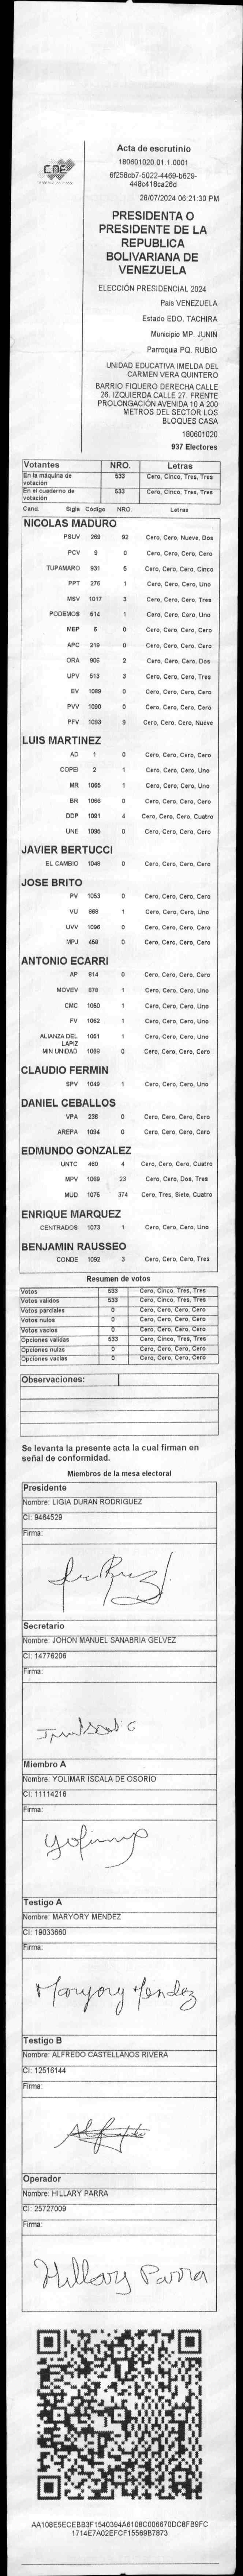 CNE
Acta de escrutinio
180601020.01.1.0001
6f256cb7-5022-4469-b629-
448c418ca26d
28/07/2024 06:21:30 PM
PRESIDENTA O
PRESIDENTE DE LA
REPUBLICA
BOLIVARIANA DE
VENEZUELA
ELECCIÓN PRESIDENCIAL 2024
Pais VENEZUELA
Estado EDO. TACHIRA
Municipio MP. JUNIN
Parroquia PQ. RUBIO
UNIDAD EDUCATIVA IMELDA DEL
CARMEN VERA QUINTERO
BARRIO FIQUERO DERECHA CALLE
26. IZQUIERDA CALLE 27. FRENTE
PROLONGACIÓN AVENIDA 10 A 200
METROS DEL SECTOR LOS
BLOQUES CASA
180601020
937 Electores
Votantes NRO. Letras
En la máquina de votación 533 Cero, Cinco, Tres, Tres
En el cuaderno de votación 533 Cero, Cinco, Tres, Tres
Cand. Sigla Código NRO. Letras
NICOLAS MADURO
PSUV 269 92 Cero, Cero, Nueve, Dos
PCV 9 0 Cero, Cero, Cero, Cero
TUPAMARO 931 5 Cero, Cero, Cero, Cinco
PPT 276 1 Cero, Cero, Cero, Uno
MSV 1017 3 Cero, Cero, Cero, Tres
PODEMOS 514 1 Cero, Cero, Cero, Uno
MEP 6 0 Cero, Cero, Cero, Cero
APC 219 0 Cero, Cero, Cero, Cero
ORA 906 2 Cero, Cero, Cero, Dos
UPV 513 3 Cero, Cero, Cero, Tres
EV 1089 0 Cero, Cero, Cero, Cero
PVV 1090 0 Cero, Cero, Cero, Cero
PFV 1093 9 Cero, Cero, Cero, Nueve
LUIS MARTINEZ
AD 1 0 Cero, Cero, Cero, Cero
COPEI 2 1 Cero, Cero, Cero, Uno
MR 1065 1 Cero, Cero, Cero, Uno
BR 1066 0 Cero, Cero, Cero, Cero
DDP 1091 4 Cero, Cero, Cero, Cuatro
UNE 1095 0 Cero, Cero, Cero, Cero
JAVIER BERTUCCI
EL CAMBIO 1048 0 Cero, Cero, Cero, Cero
JOSE BRITO
PV 1053 0 Cero, Cero, Cero, Cero
VU 868 1 Cero, Cero, Cero, Uno
UVV 1096 0 Cero, Cero, Cero, Cero
MPJ 459 0 Cero, Cero, Cero, Cero
ANTONIO ECARRI
AP 814 0 Cero, Cero, Cero, Cero
MOVEV 979 1 Cero, Cero, Cero, Uno
CMC 1050 1 Cero, Cero, Cero, Uno
FV 1062 1 Cero, Cero, Cero, Uno
ALIANZA DEL LAPIZ 1051 1 Cero, Cero, Cero, Uno
MIN UNIDAD 1068 0 Cero, Cero, Cero, Cero
CLAUDIO FERMIN
SPV 1049 1 Cero, Cero, Cero, Uno
DANIEL CEBALLOS
VPA 236 0 Cero, Cero, Cero, Cero
AREPA 1094 0 Cero, Cero, Cero, Cero
EDMUNDO GONZALEZ
UNTC 460 4 Cero, Cero, Cero, Cuatro
MPV 1069 23 Cero, Cero, Dos, Tres
MUD 1075 374 Cero, Tres, Siete, Cuatro
ENRIQUE MARQUEZ
CENTRADOS 1073 1 Cero, Cero, Cero, Uno
BENJAMIN RAUSSEO
CONDE 1092 3 Cero, Cero, Cero, Tres
Resumen de votos
Votos 533 Cero, Cinco, Tres, Tres
Votos validos 533 Cero, Cinco, Tres, Tres
Votos parciales 0 Cero, Cero, Cero, Cero
Votos nulos 0 Cero, Cero, Cero, Cero
Votos vacios 0 Cero, Cero, Cero, Cero
Opciones validas 533 Cero, Cinco, Tres, Tres
Opciones nulas 0 Cero, Cero, Cero, Cero
Opciones vacias 0 Cero, Cero, Cero, Cero
Observaciones:
Se levanta la presente acta la cual firman en
señal de conformidad.
Miembros de la mesa electoral
Presidente
Nombre: LIGIA DURAN RODRIGUEZ
CI: 9464529
Firma:
Secretario
Nombre: JOHON MANUEL SANABRIA GELVEZ
CI: 14776206
Firma:
Miembro A
Nombre: YOLIMAR ISCALA DE OSORIO
CI: 11114216
Firma:
Testigo A
Nombre: MARYORY MENDEZ
CI: 19033660
Firma:
Maryory Mendez
Testigo B
Nombre: ALFREDO CASTELLANOS RIVERA
CI: 12516144
Firma:
Operador
Nombre: HILLARY PARRA
CI: 25727009
Firma:
Hillary Parra
AA108E5ECEBB3F1540394A6108C006670DC8FB9FC
1714E7A02EFCF15569B7873